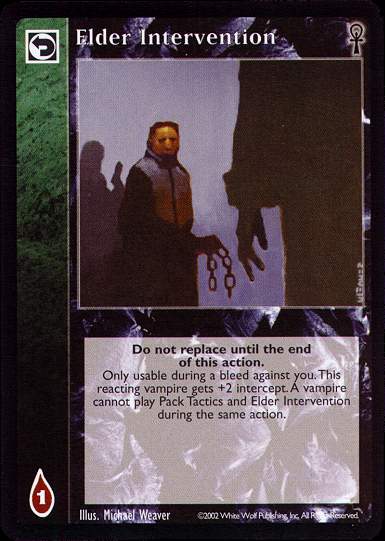 Elder Intervention
WEAVER
Do not replace until the end
of this action.
Only usable during a bleed against you. This
reacting vampire gets +2 intercept. A vampire
cannot play Pack Tactics and Elder Intervention
during the same action.
1
Illus. Michael Weaver
©2002 White Wolf Publishing, Inc. All Rights Reserved.